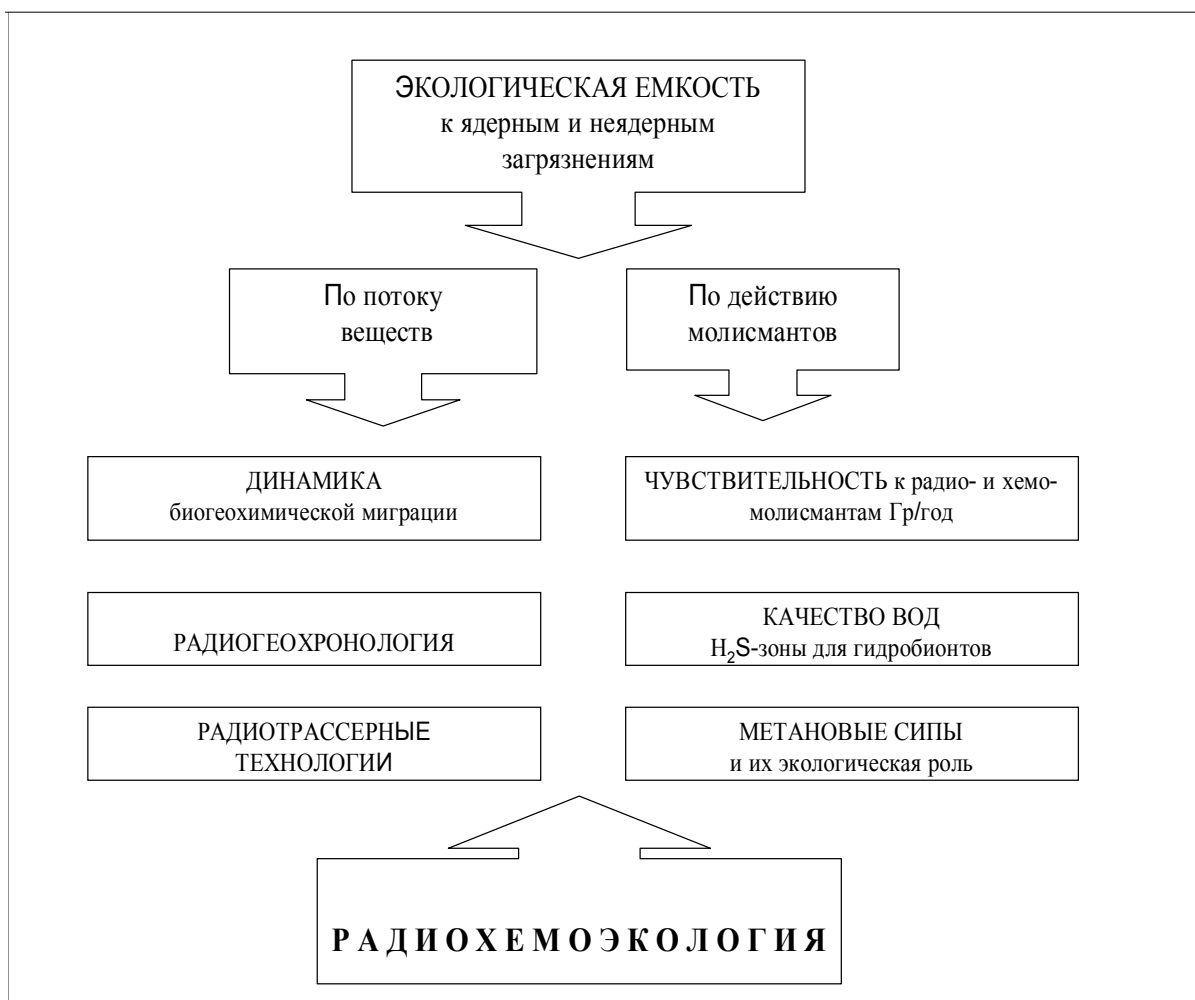 ЭКОЛОГИЧЕСКАЯ ЕМКОСТЬ
к ядерным и неядерным
загрязнениям
По потоку
веществ
По действию
молисмантов
ДИНАМИКА
биогеохимической миграции
ЧУВСТВИТЕЛЬНОСТЬ к радио- и хемо-
молисмантам Гр/год
РАДИОГЕОХРОНОЛОГИЯ
КАЧЕСТВО ВОД
H₂S-зоны для гидробионтов
РАДИОТРАССЕРНЫЕ
ТЕХНОЛОГИИ
МЕТАНОВЫЕ СИПЫ
и их экологическая роль
РАДИОХЕМОЭКОЛОГИЯ